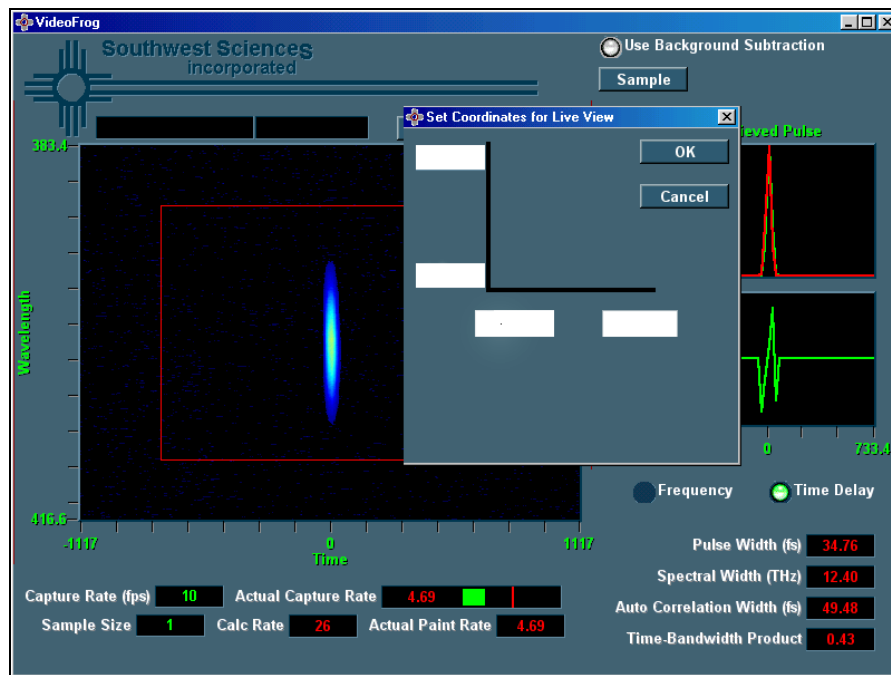 VideoFrog
Southwest Sciences
incorporated
Use Background Subtraction
Sample
Set Coordinates for Live View
OK
Cancel
ieved Pulse
383.4
Wavelength
416.6
-1117
0
1117
Time
0
733.4
Frequency
Time Delay
Pulse Width (fs) 34.76
Spectral Width (THz) 12.40
Auto Correlation Width (fs) 49.48
Time-Bandwidth Product 0.43
Capture Rate (fps) 10 Actual Capture Rate 4.69
Sample Size 1 Calc Rate 26 Actual Paint Rate 4.69